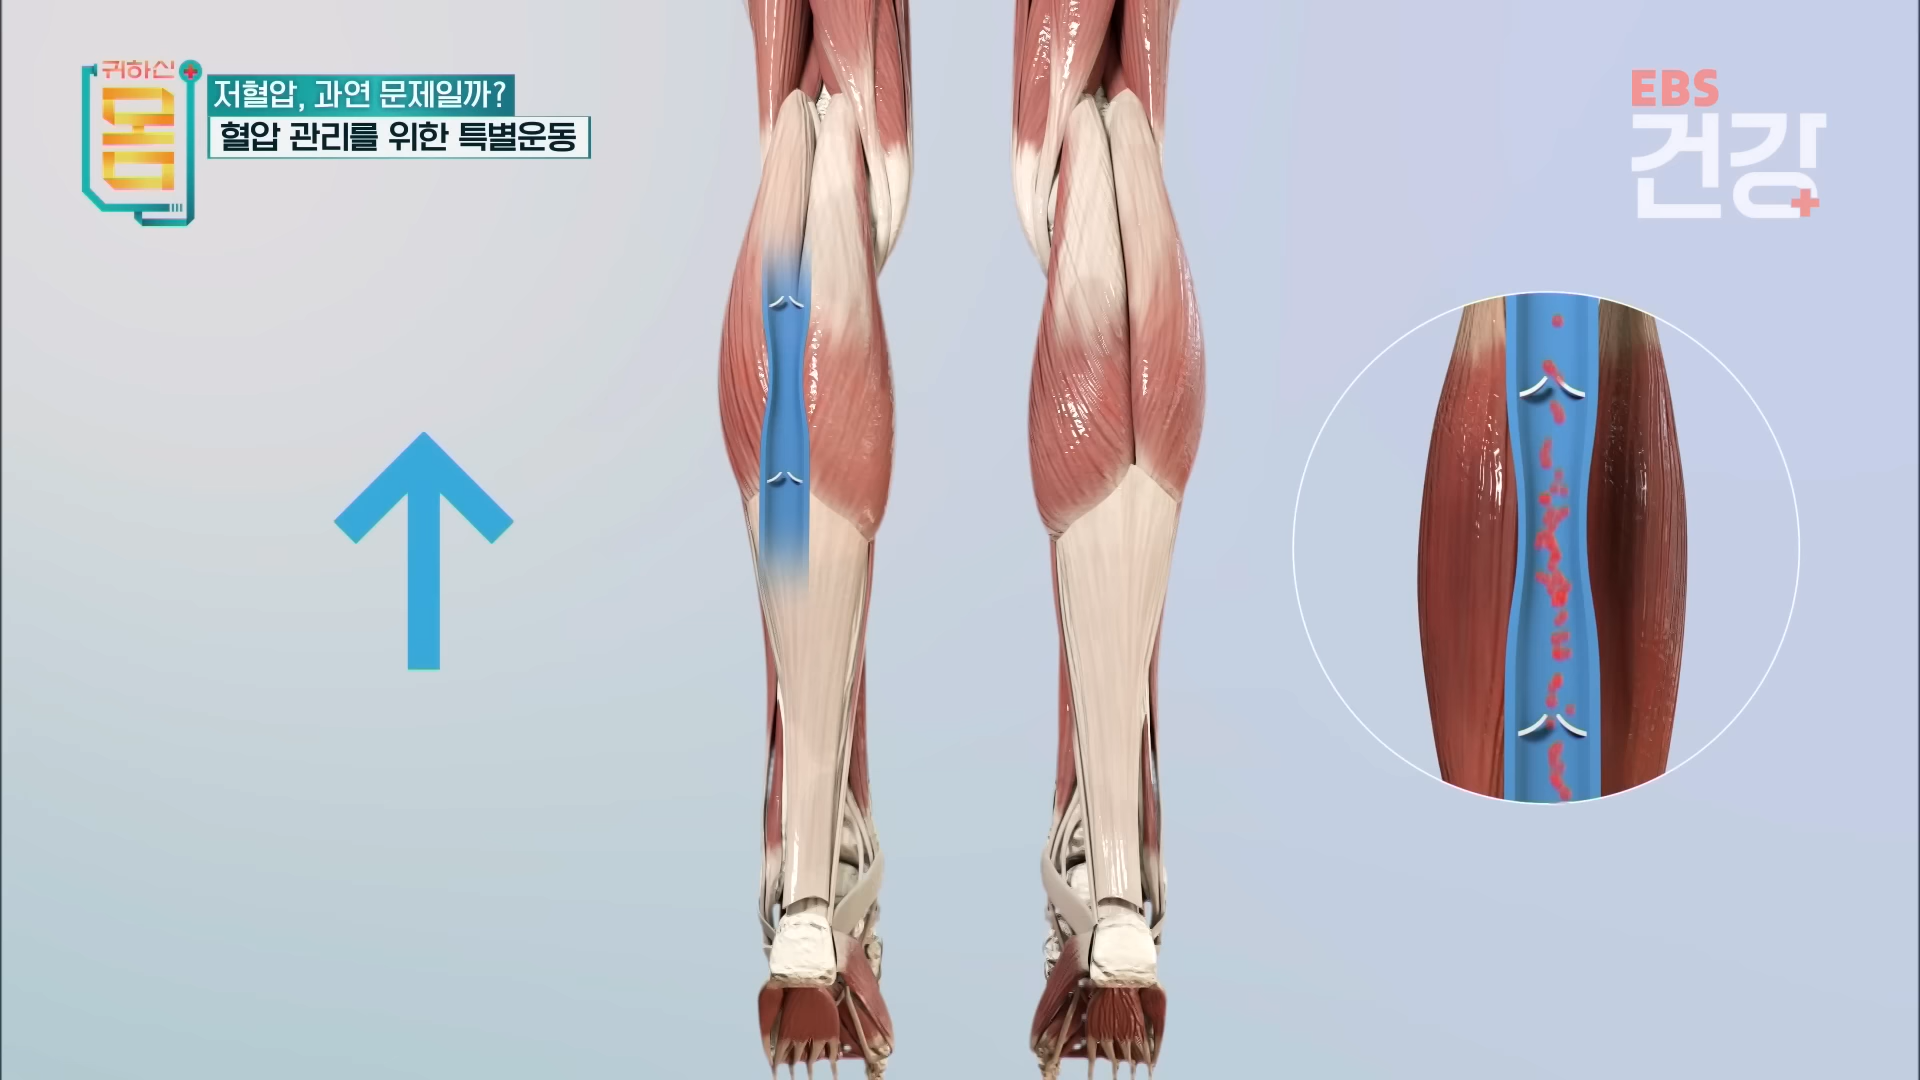 귀하신
몸
저혈압, 과연 문제일까?
혈압 관리를 위한 특별운동
EBS
건강